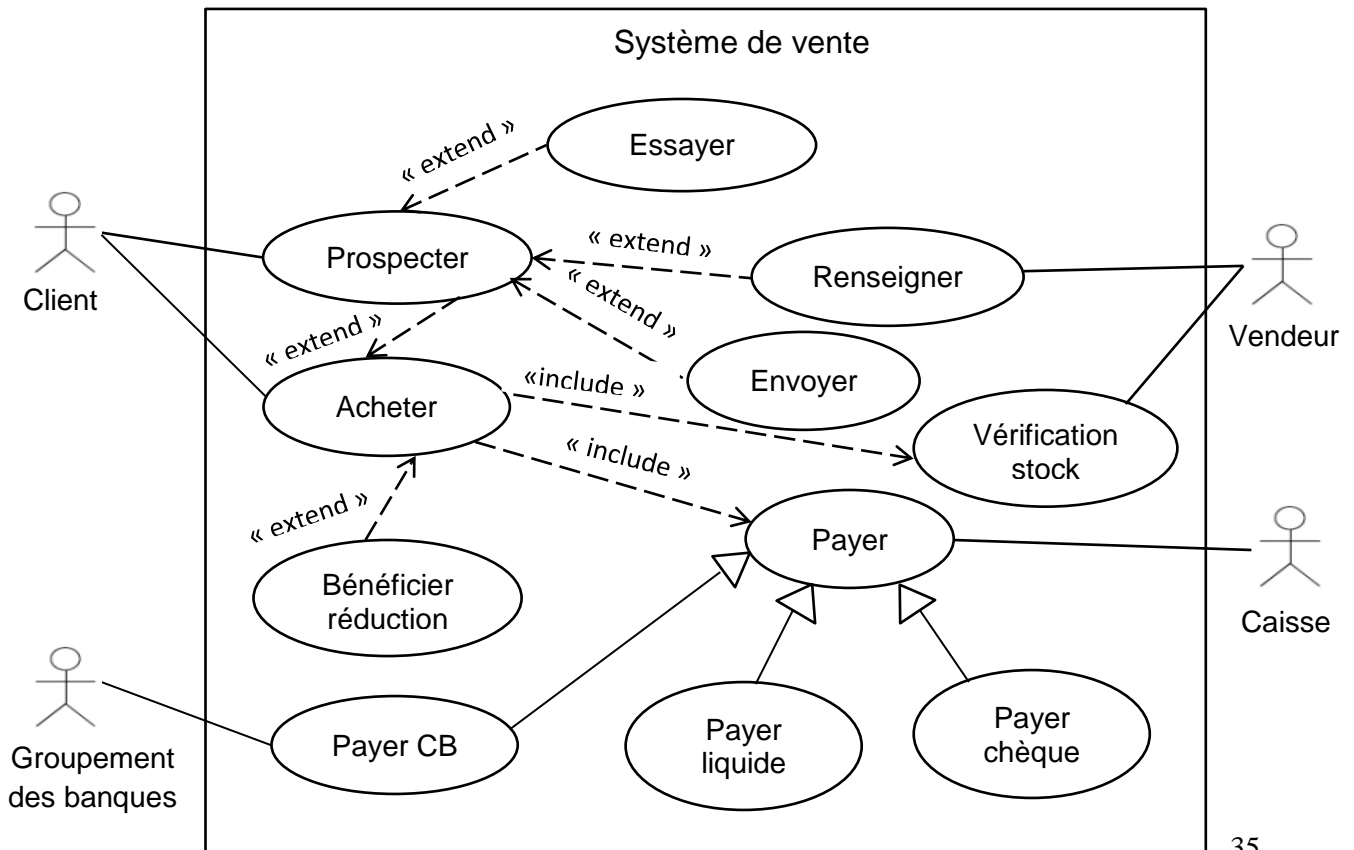 Système de vente
« extend »
Essayer
Client
Prospecter
« extend »
Renseigner
Vendeur
« extend »
« extend »
Envoyer
Acheter
«include »
Vérification
stock
« include »
« extend »
Payer
Caisse
Bénéficier
réduction
Groupement
des banques
Payer CB
Payer
liquide
Payer
chèque
35